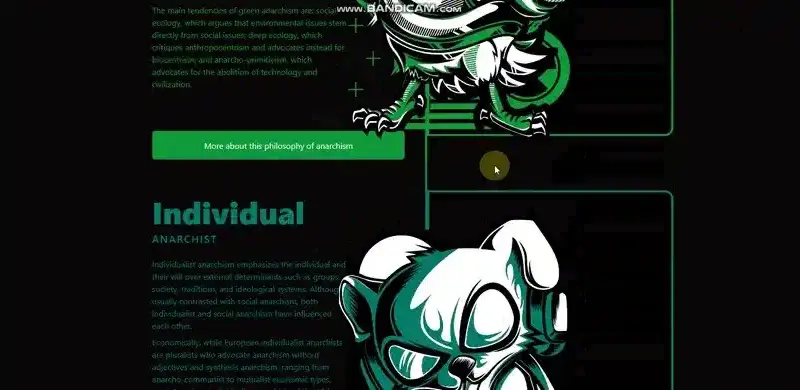 www.BANDICAM.com
The main tendencies of green anarchism are: social
ecology, which argues that environmental issues stem
directly from social issues; deep ecology, which
critiques anthropocentism and advocates instead for
biocentrism; and anarcho-primitivism, which
advocates for the abolition of technology and
civilization.
More about this philosophy of anarchism
Individual
ANARCHIST
Individualist anarchism emphasizes the individual and
their will over external determinants such as groups,
society, traditions, and ideological systems. Although
usually contrasted with social anarchism, both
individualist and social anarchism have influenced
each other.
Economically, while European individualist anarchists
are pluralists who advocate anarchism without
adjectives and synthesis anarchism, ranging from
anarcho-communist to mutualist economic types,